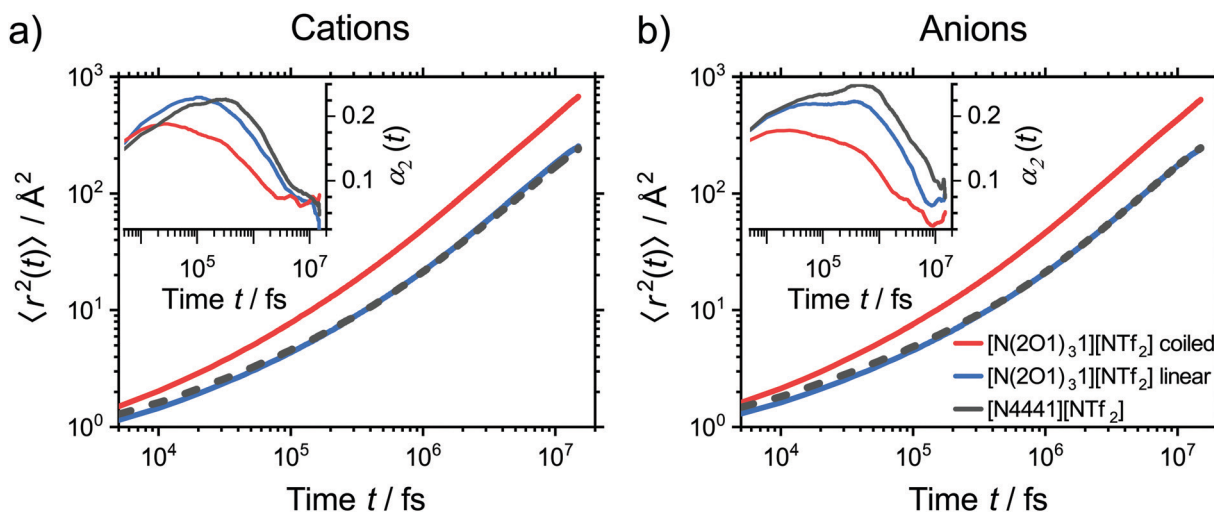 a) Cations
⟨r²(t)⟩ / Å²
10³
10²
10¹
10⁰
10⁴ 10⁵ 10⁶ 10⁷
Time t / fs
0.2
0.1
α₂ (t)
10⁵ 10⁷
Time t / fs
b) Anions
⟨r²(t)⟩ / Å²
10³
10²
10¹
10⁰
10⁴ 10⁵ 10⁶ 10⁷
Time t / fs
0.2
0.1
α₂ (t)
10⁵ 10⁷
Time t / fs
[N(2O1)₃1][NTf₂] coiled
[N(2O1)₃1][NTf₂] linear
[N4441][NTf₂]